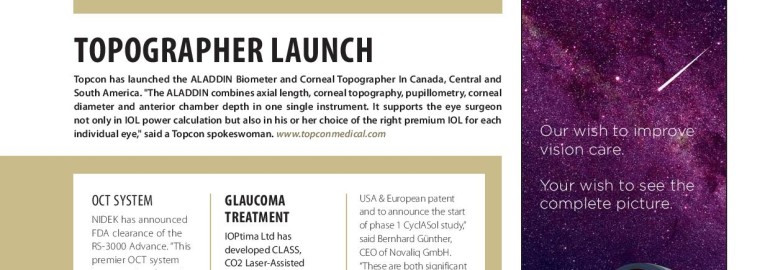 TOPOGRAPHER LAUNCH
Topcon has launched the ALADDIN Biometer and Corneal Topographer In Canada, Central and
South America. "The ALADDIN combines axial length, corneal topography, pupillometry, corneal
diameter and anterior chamber depth in one single instrument. It supports the eye surgeon
not only in IOL power calculation but also in his or her choice of the right premium IOL for each
individual eye," said a Topcon spokeswoman. www.topconmedical.com
OCT SYSTEM
NIDEK has announced
FDA clearance of the
RS-3000 Advance. "This
premier OCT system
GLAUCOMA
TREATMENT
IOPtima Ltd has
developed CLASS,
CO2 Laser-Assisted
USA & European patent
and to announce the start
of phase 1 CyclASol study,"
said Bernhard Günther,
CEO of Novaliq GmbH.
"These are both significant
Our wish to improve
vision care.
Your wish to see the
complete picture.